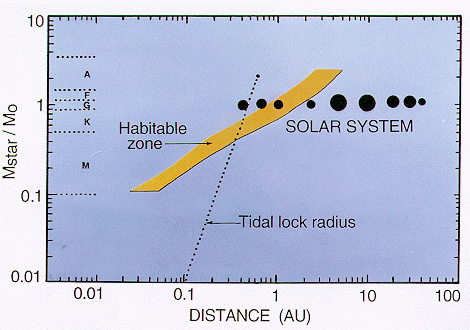 10
1
0.1
0.01
Mstar / Mo
A
F
G
K
M
Habitable
zone
SOLAR SYSTEM
Tidal lock radius
0.01
0.1
1
10
100
DISTANCE (AU)